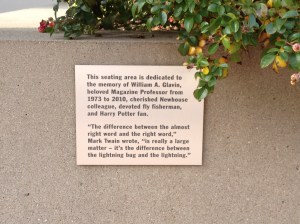 This seating area is dedicated to
the memory of William A. Glavin,
beloved Magazine Professor from
1973 to 2010, cherished Newhouse
colleague, devoted fly fisherman,
and Harry Potter fan.
"The difference between the almost
right word and the right word,"
Mark Twain wrote, "is really a large
matter – it's the difference between
the lightning bug and the lightning."